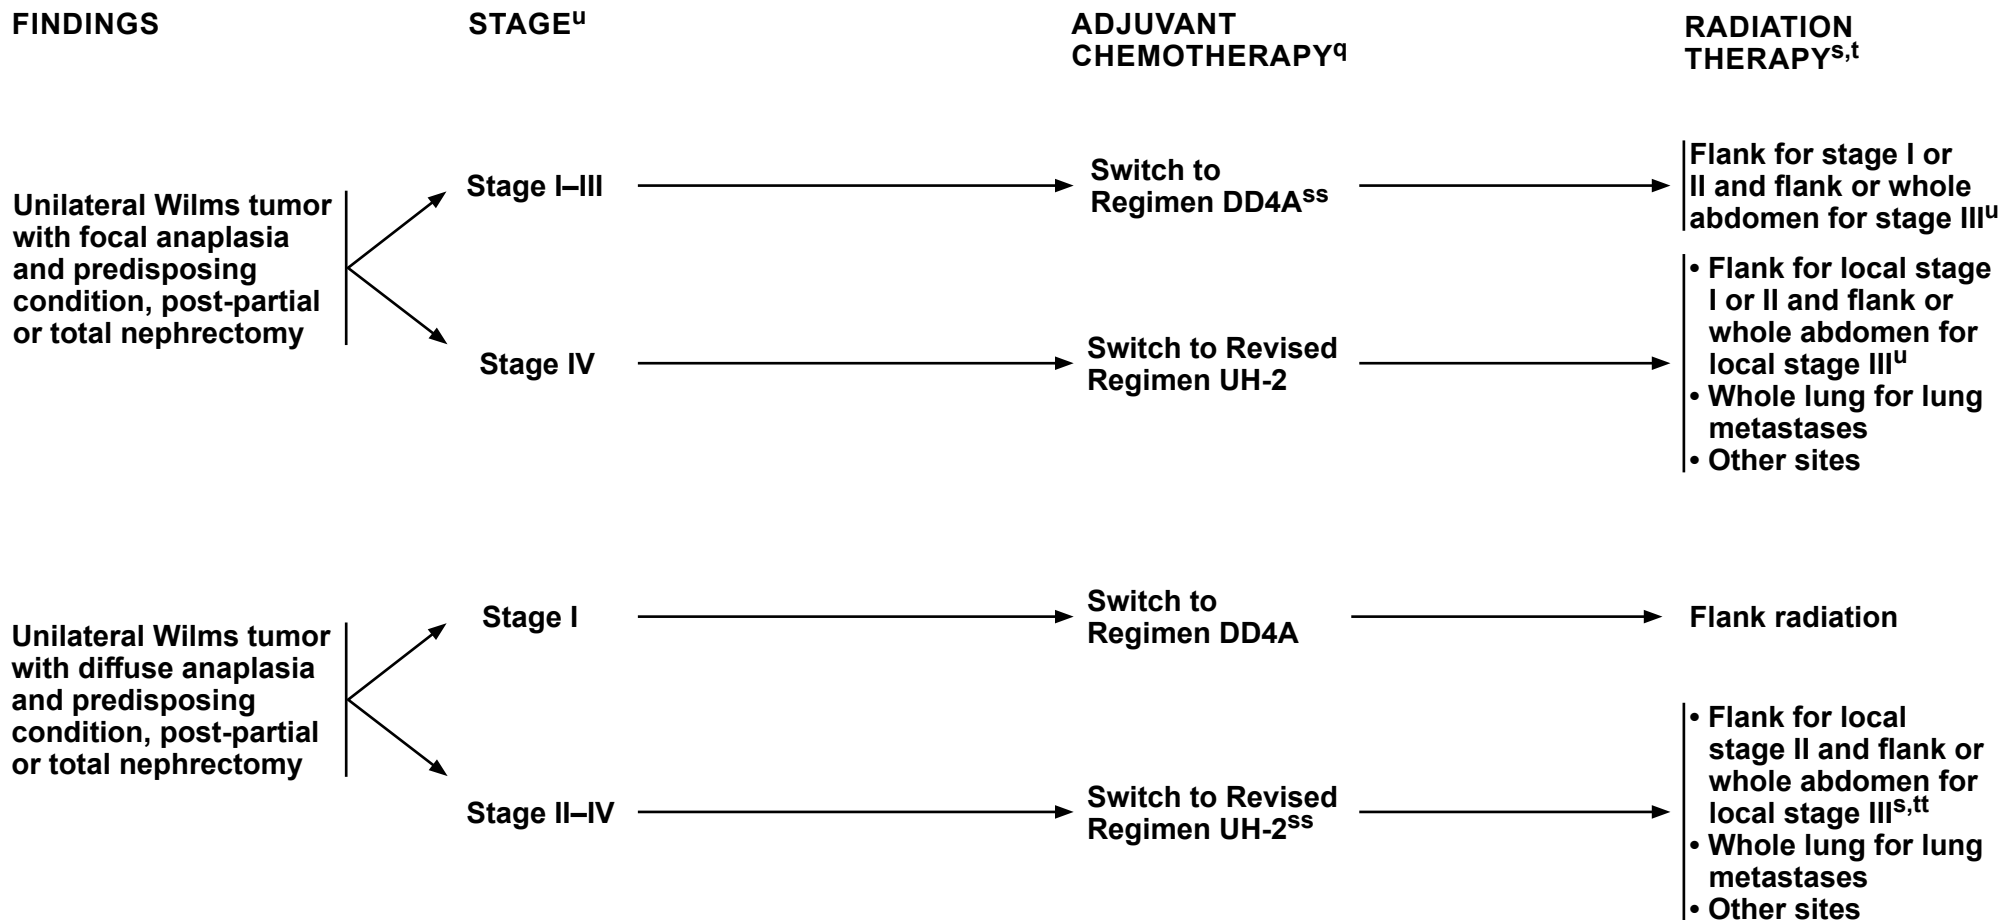 FINDINGS
STAGEᵘ
ADJUVANT
CHEMOTHERAPY^q
RADIATION
THERAPYˢ,ᵗ
Unilateral Wilms tumor
with focal anaplasia
and predisposing
condition, post-partial
or total nephrectomy
Stage I–III
Switch to
Regimen DD4Aˢˢ
Flank for stage I or
II and flank or whole
abdomen for stage IIIᵘ
Stage IV
Switch to Revised
Regimen UH-2
• Flank for local stage
I or II and flank or
whole abdomen for
local stage IIIᵘ
• Whole lung for lung
metastases
• Other sites
Unilateral Wilms tumor
with diffuse anaplasia
and predisposing
condition, post-partial
or total nephrectomy
Stage I
Switch to
Regimen DD4A
Flank radiation
Stage II–IV
Switch to Revised
Regimen UH-2ˢˢ
• Flank for local
stage II and flank or
whole abdomen for
local stage IIIˢ,ᵗᵗ
• Whole lung for lung
metastases
• Other sites